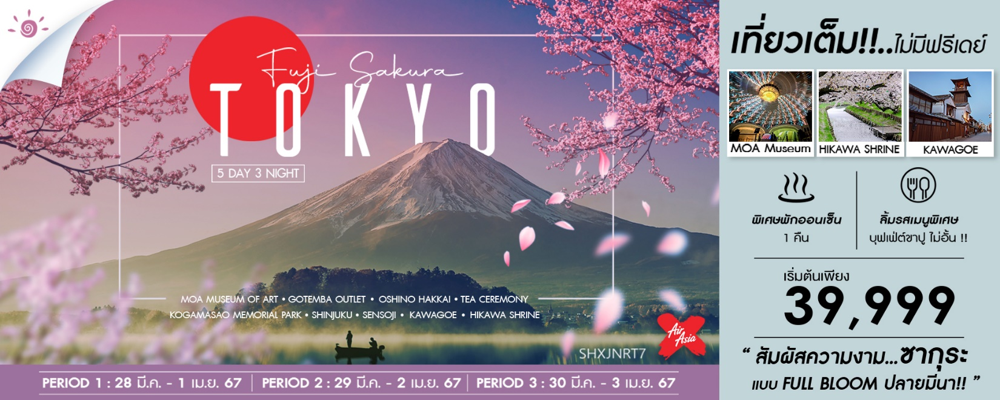 Fuji Sakura
TOKYO
5 DAY 3 NIGHT
MOA MUSEUM OF ART • GOTEMBA OUTLET • OSHINO HAKKAI • TEA CEREMONY
KOGAMASAO MEMORIAL PARK • SHINJUKU • SENSOJI • KAWAGOE • HIKAWA SHRINE
Air Asia
SHXJNRT7
PERIOD 1 : 28 มี.ค. - 1 เม.ย. 67 | PERIOD 2 : 29 มี.ค. - 2 เม.ย. 67 | PERIOD 3 : 30 มี.ค. - 3 เม.ย. 67
เที่ยวเต็ม!!..ไม่มีฟรีเดย์
MOA Museum HIKAWA SHRINE KAWAGOE
พิเศษพักออนเซ็น
1 คืน
ลิ้มรสเมนูพิเศษ
บุฟเฟ่ต์ขาปู ไม่อั้น !!
เริ่มต้นเพียง
39,999
“ สัมผัสความงาม...ซากุระ
แบบ FULL BLOOM ปลายมีนา!! ”